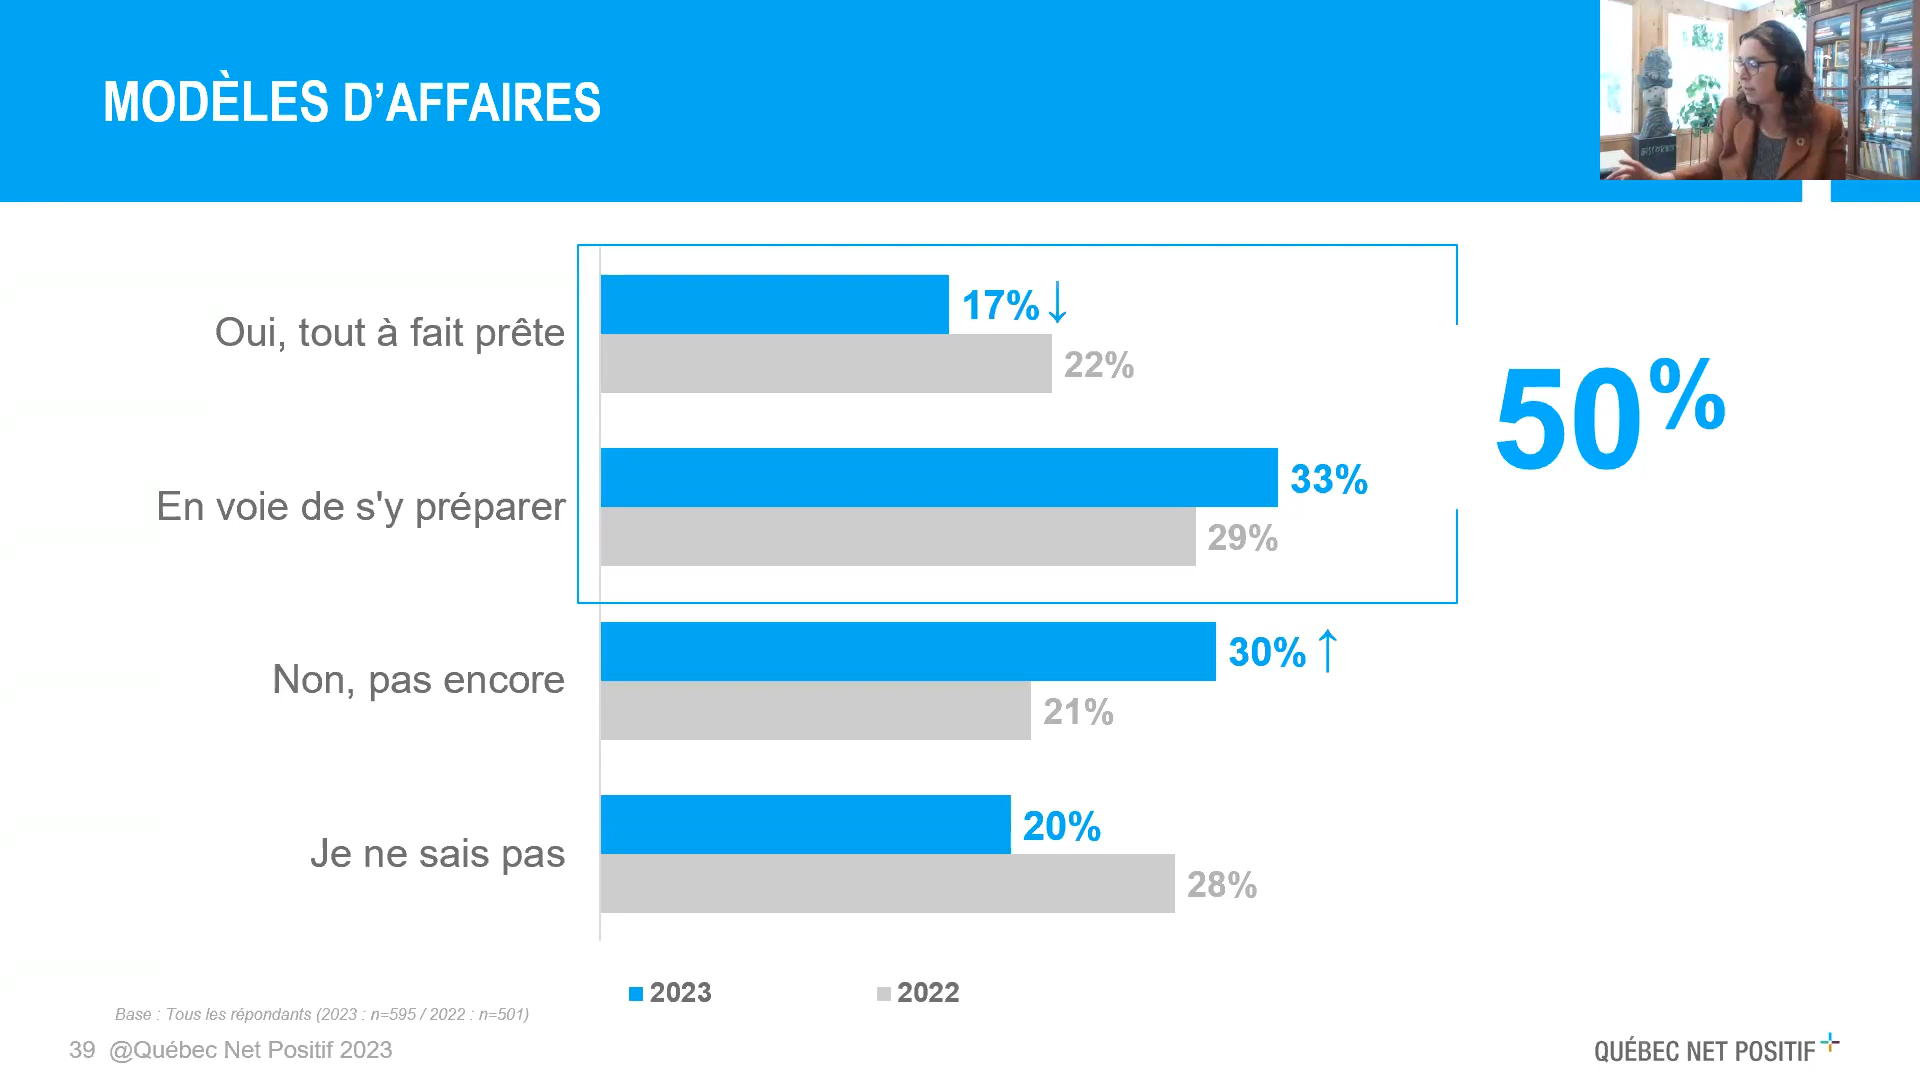 MODÈLES D’AFFAIRES
Oui, tout à fait prête
17% ↓
22%
En voie de s'y préparer
33%
29%
50%
Non, pas encore
30% ↑
21%
Je ne sais pas
20%
28%
2023
2022
Base : Tous les répondants (2023 : n=595 / 2022 : n=501)
39 @Québec Net Positif 2023
QUÉBEC NET POSITIF